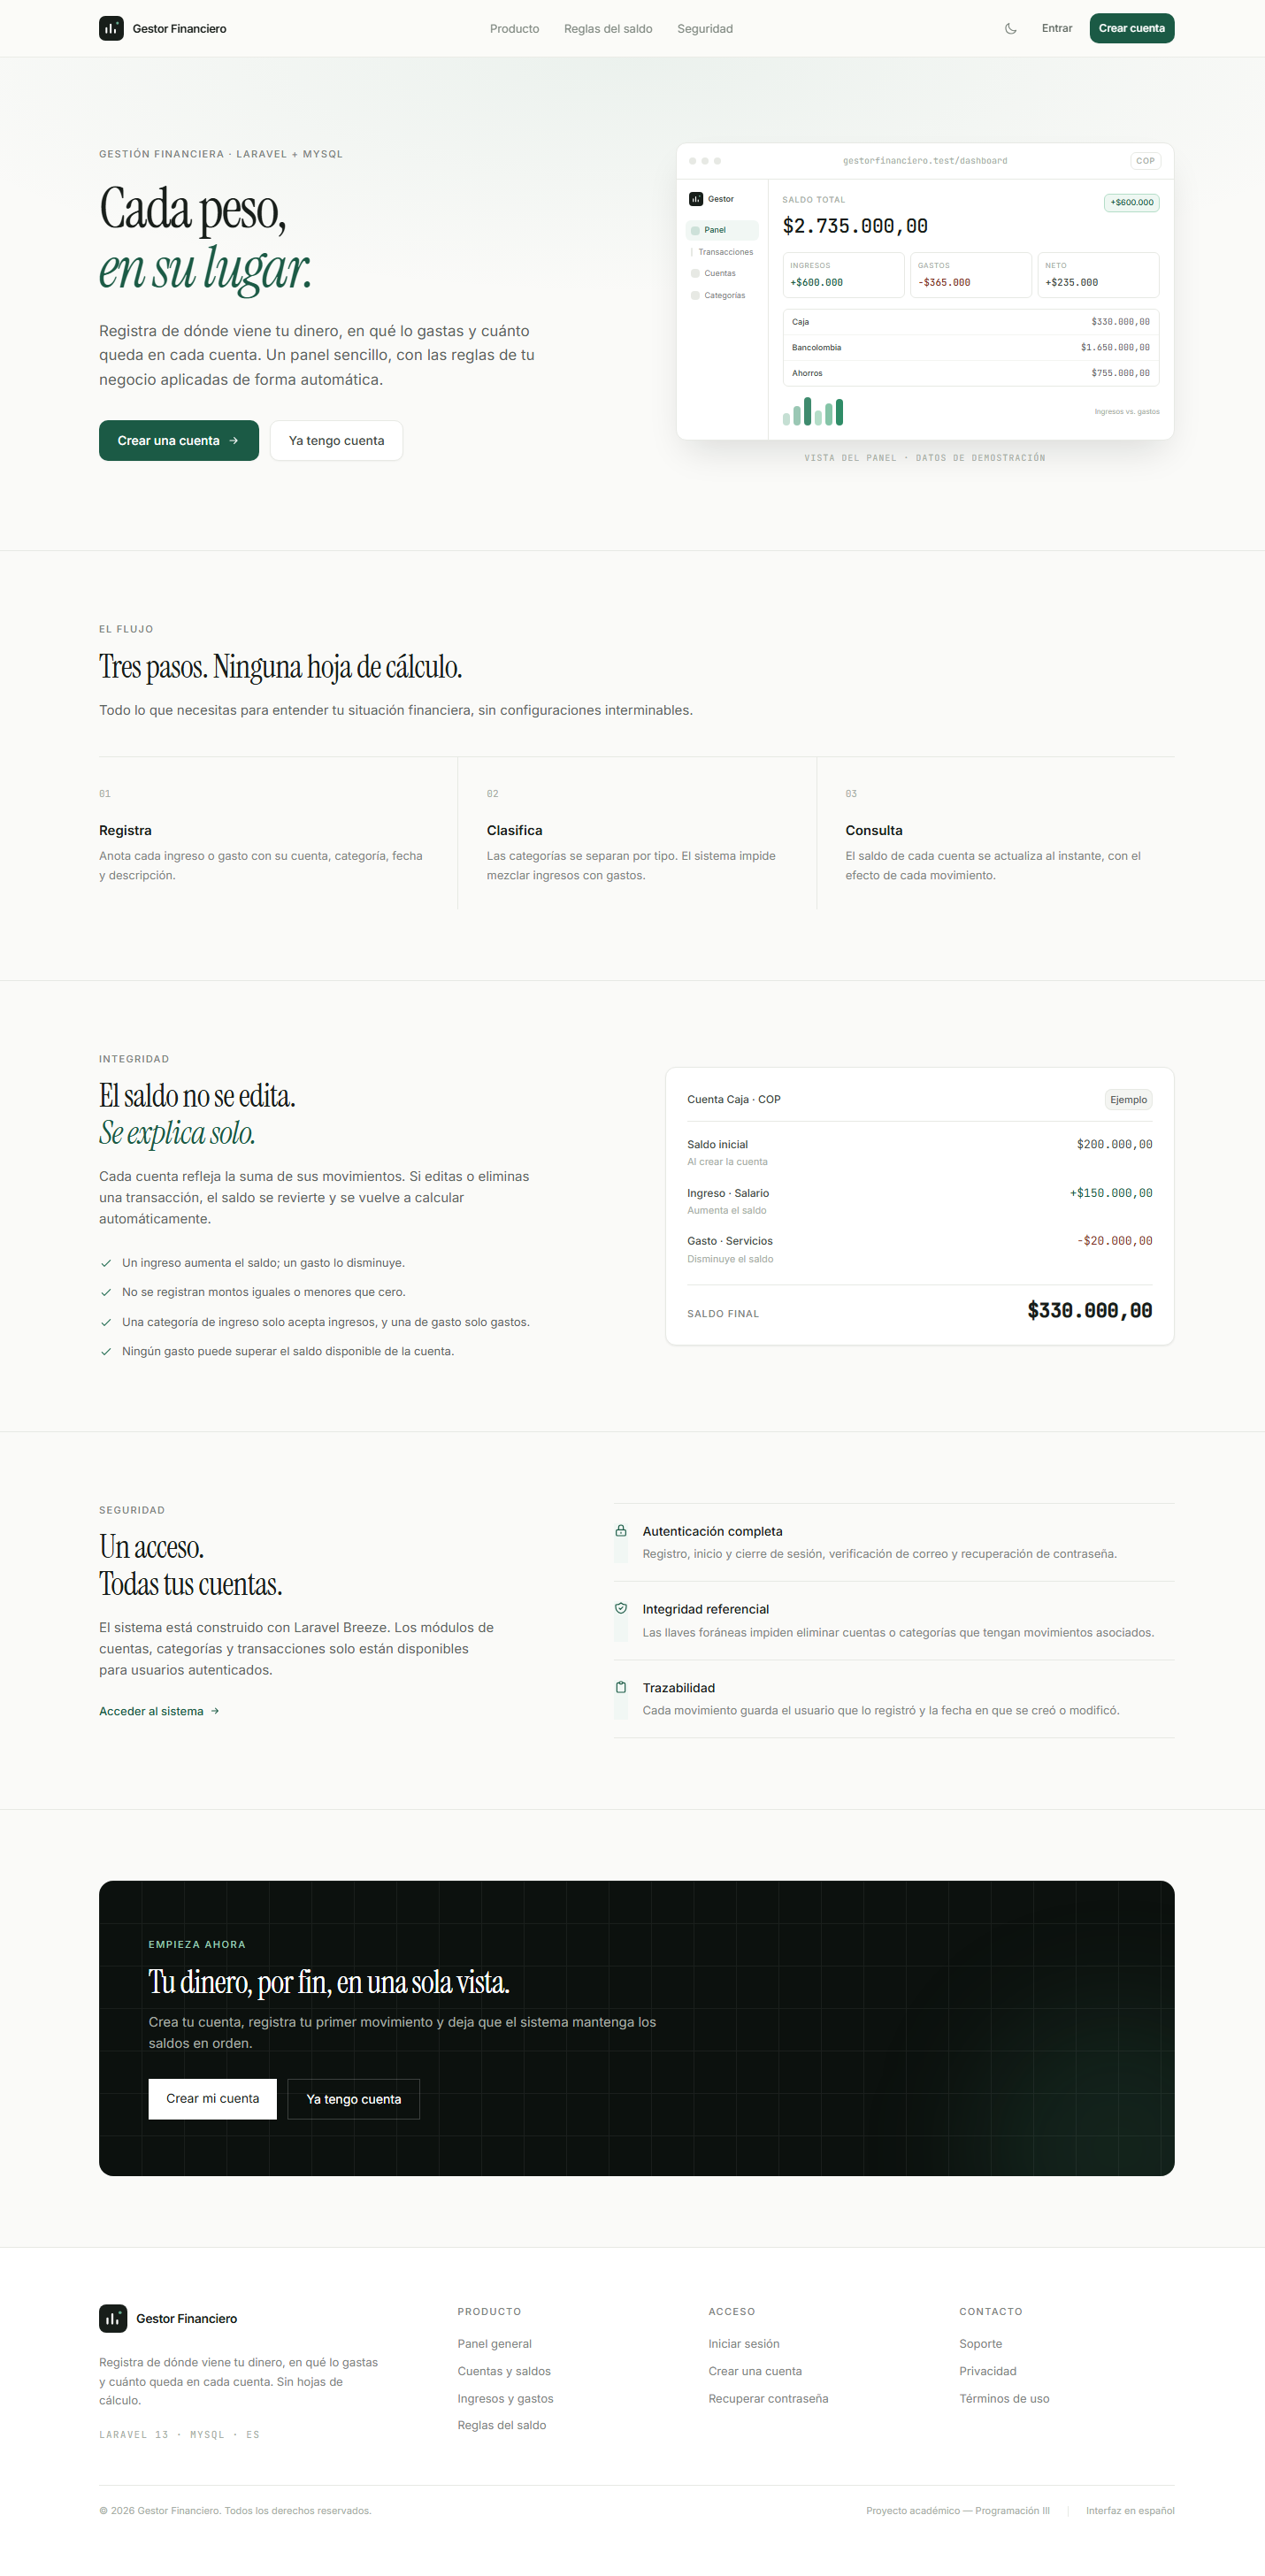 Gestor Financiero
Producto
Reglas del saldo
Seguridad
Entrar
Crear cuenta
GESTIÓN FINANCIERA · LARAVEL + MYSQL
Cada peso,
en su lugar.
Registra de dónde viene tu dinero, en qué lo gastas y cuánto
queda en cada cuenta. Un panel sencillo, con las reglas de tu
negocio aplicadas de forma automática.
Crear una cuenta →
Ya tengo cuenta
gestorfinanciero.test/dashboard
COP
Gestor
Panel
Transacciones
Cuentas
Categorías
SALDO TOTAL
+$600.000
$2.735.000,00
INGRESOS
+$600.000
GASTOS
-$365.000
NETO
+$235.000
Caja $330.000,00
Bancolombia $1.650.000,00
Ahorros $755.000,00
Ingresos vs. gastos
VISTA DEL PANEL · DATOS DE DEMOSTRACIÓN
EL FLUJO
Tres pasos. Ninguna hoja de cálculo.
Todo lo que necesitas para entender tu situación financiera, sin configuraciones interminables.
01
Registra
Anota cada ingreso o gasto con su cuenta, categoría, fecha
y descripción.
02
Clasifica
Las categorías se separan por tipo. El sistema impide
mezclar ingresos con gastos.
03
Consulta
El saldo de cada cuenta se actualiza al instante, con el
efecto de cada movimiento.
INTEGRIDAD
El saldo no se edita.
Se explica solo.
Cada cuenta refleja la suma de sus movimientos. Si editas o eliminas
una transacción, el saldo se revierte y se vuelve a calcular
automáticamente.
Un ingreso aumenta el saldo; un gasto lo disminuye.
No se registran montos iguales o menores que cero.
Una categoría de ingreso solo acepta ingresos, y una de gasto solo gastos.
Ningún gasto puede superar el saldo disponible de la cuenta.
Cuenta Caja · COP
Ejemplo
Saldo inicial $200.000,00
Al crear la cuenta
Ingreso · Salario +$150.000,00
Aumenta el saldo
Gasto · Servicios -$20.000,00
Disminuye el saldo
SALDO FINAL $330.000,00
SEGURIDAD
Un acceso.
Todas tus cuentas.
El sistema está construido con Laravel Breeze. Los módulos de
cuentas, categorías y transacciones solo están disponibles
para usuarios autenticados.
Acceder al sistema →
Autenticación completa
Registro, inicio y cierre de sesión, verificación de correo y recuperación de contraseña.
Integridad referencial
Las llaves foráneas impiden eliminar cuentas o categorías que tengan movimientos asociados.
Trazabilidad
Cada movimiento guarda el usuario que lo registró y la fecha en que se creó o modificó.
EMPIEZA AHORA
Tu dinero, por fin, en una sola vista.
Crea tu cuenta, registra tu primer movimiento y deja que el sistema mantenga los
saldos en orden.
Crear mi cuenta
Ya tengo cuenta
Gestor Financiero
Registra de dónde viene tu dinero, en qué lo gastas
y cuánto queda en cada cuenta. Sin hojas de
cálculo.
LARAVEL 13 · MYSQL · ES
PRODUCTO
Panel general
Cuentas y saldos
Ingresos y gastos
Reglas del saldo
ACCESO
Iniciar sesión
Crear una cuenta
Recuperar contraseña
CONTACTO
Soporte
Privacidad
Términos de uso
© 2026 Gestor Financiero. Todos los derechos reservados.
Proyecto académico — Programación III
Interfaz en español